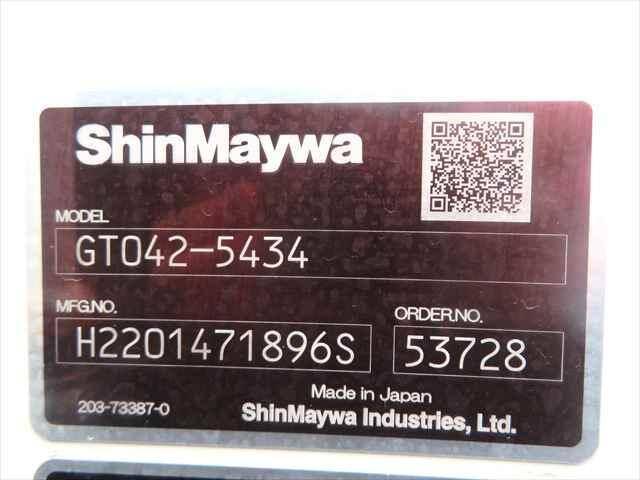 ShinMaywa
MODEL
GT042-5434
MFG.NO.
ORDER.NO.
H2201471896S
53728
Made in Japan
203-73387-0
ShinMaywa Industries, Ltd.